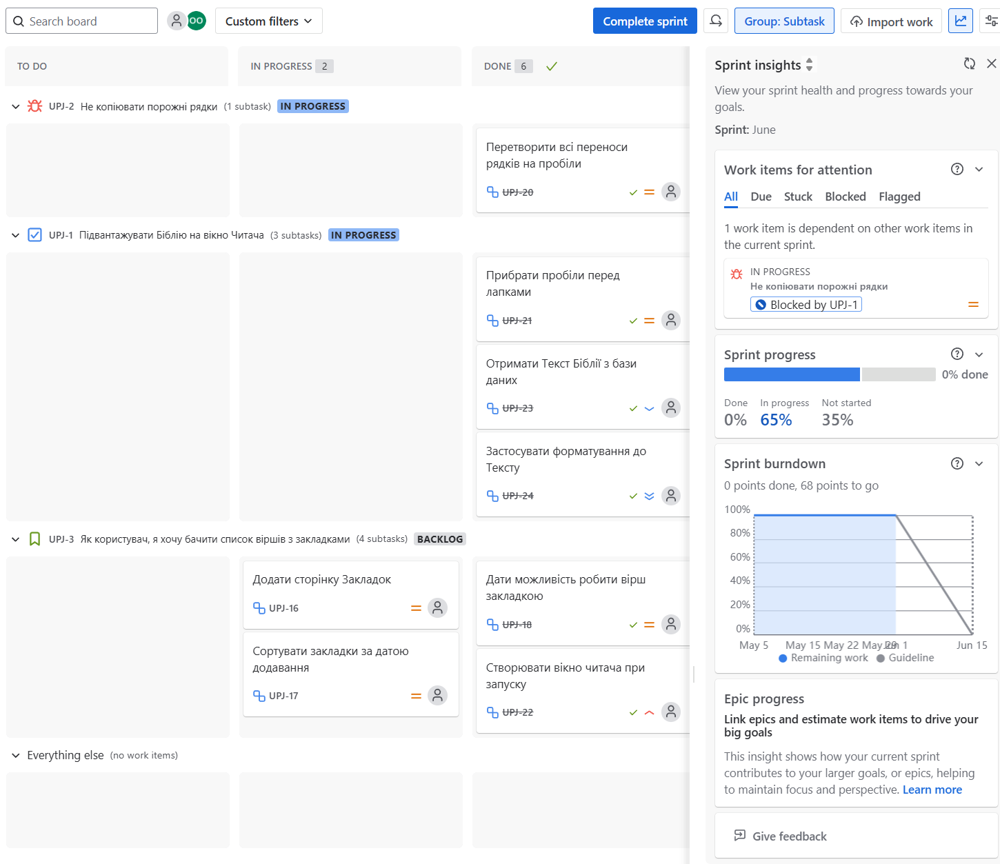 Search board
OO
Custom filters
Complete sprint
Group: Subtask
Import work
TO DO
IN PROGRESS 2
DONE 6
UPJ-2 Не копіювати порожні рядки (1 subtask) IN PROGRESS
Перетворити всі переноси
рядків на пробіли
UPJ-20
UPJ-1 Підвантажувати Біблію на вікно Читача (3 subtasks) IN PROGRESS
Прибрати пробіли перед
лапками
UPJ-21
Отримати Текст Біблії з бази
даних
UPJ-23
Застосувати форматування до
Тексту
UPJ-24
UPJ-3 Як користувач, я хочу бачити список віршів з закладками (4 subtasks) BACKLOG
Додати сторінку Закладок
UPJ-16
Сортувати закладки за датою
додавання
UPJ-17
Дати можливість робити вірш
закладкою
UPJ-18
Створювати вікно читача при
запуску
UPJ-22
Everything else (no work items)
Sprint insights
View your sprint health and progress towards your
goals.
Sprint: June
Work items for attention
All Due Stuck Blocked Flagged
1 work item is dependent on other work items in
the current sprint.
IN PROGRESS
Не копіювати порожні рядки
Blocked by UPJ-1
Sprint progress
0% done
Done In progress Not started
0% 65% 35%
Sprint burndown
0 points done, 68 points to go
100%
80%
60%
40%
20%
0%
May 5 May 15 May 22 May 29 Jun 1 Jun 15
Remaining work Guideline
Epic progress
Link epics and estimate work items to drive your
big goals
This insight shows how your current sprint
contributes to your larger goals, or epics, helping
to maintain focus and perspective. Learn more
Give feedback